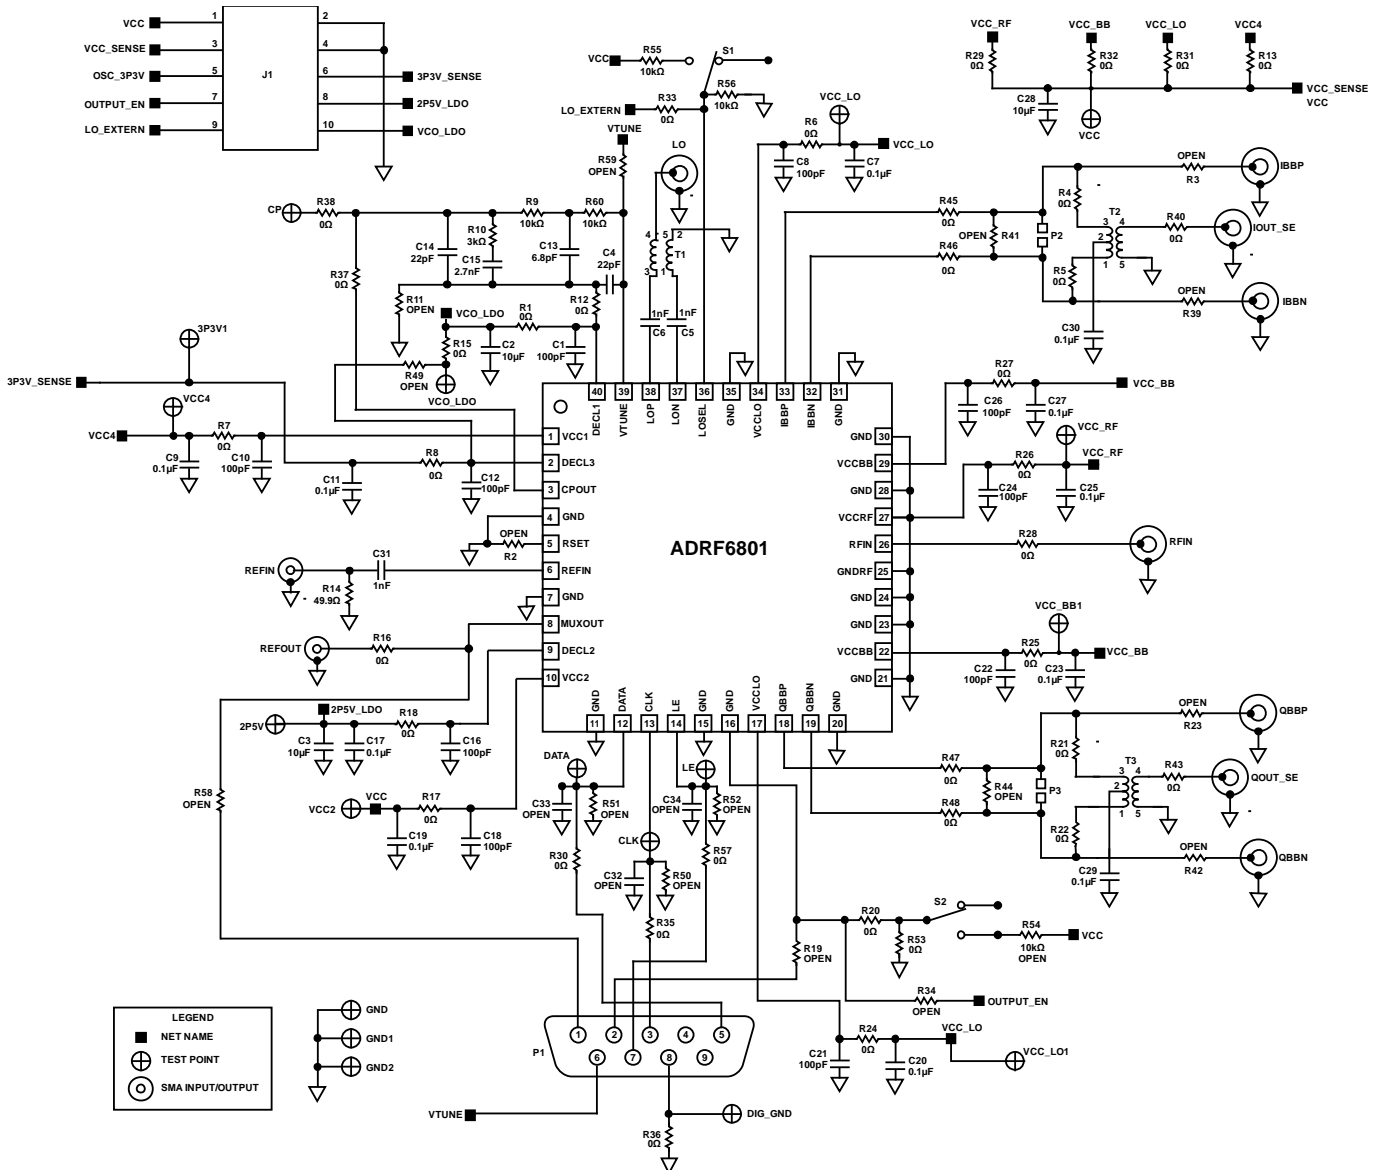 VCC 1 2
VCC_SENSE 3 4
OSC_3P3V 5 J1 6 3P3V_SENSE
OUTPUT_EN 7 8 2P5V_LDO
LO_EXTERN 9 10 VCO_LDO
VCC R55 10kΩ S1
R56 10kΩ
LO_EXTERN R33 0Ω
VTUNE
R59 OPEN
LO
VCC_LO
R6 0Ω
VCC_LO
C8 100pF
C7 0.1µF
VCC_RF VCC_BB VCC_LO VCC4
R29 0Ω
R32 0Ω
R31 0Ω
R13 0Ω
C28 10µF
VCC
VCC_SENSE
VCC
CP R38 0Ω
R9 10kΩ
R60 10kΩ
C14 22pF
R10 3kΩ
C15 2.7nF
C13 6.8pF
C4 22pF
R37 0Ω
R11 OPEN
R12 0Ω
4 5 2
3 1
T1
1nF C6
1nF C5
VCO_LDO
R1 0Ω
R15 0Ω
C2 10µF
C1 100pF
R49 OPEN
VCO_LDO
R45 0Ω
R46 0Ω
OPEN R41
P2
R4 0Ω
R5 0Ω
T2
3 4
2
1 5
C30 0.1µF
OPEN R3
IBBP
R40 0Ω
IOUT_SE
OPEN R39
IBBN
3P3V1
3P3V_SENSE
VCC4
VCC4 R7 0Ω
C9 0.1µF
C10 100pF
R8 0Ω
C11 0.1µF
C12 100pF
40 39 38 37 36 35 34 33 32 31
DECL1 VTUNE LOP LON LOSEL GND VCCLO IBBP IBBN GND
1 VCC1
2 DECL3
3 CPOUT
4 GND
5 RSET
6 REFIN
7 GND
8 MUXOUT
9 DECL2
10 VCC2
ADRF6801
GND 30
VCCBB 29
GND 28
VCCRF 27
RFIN 26
GNDRF 25
GND 24
GND 23
VCCBB 22
GND 21
GND DATA CLK LE GND GND VCCLO QBBP QBBN GND
11 12 13 14 15 16 17 18 19 20
OPEN R2
REFIN
C31 1nF
R14 49.9Ω
REFOUT
R16 0Ω
2P5V
2P5V_LDO
R18 0Ω
C3 10µF
C17 0.1µF
C16 100pF
R58 OPEN
VCC2
VCC
R17 0Ω
C19 0.1µF
C18 100pF
R27 0Ω
VCC_BB
C26 100pF
C27 0.1µF
VCC_RF
R26 0Ω
VCC_RF
C24 100pF
C25 0.1µF
R28 0Ω
RFIN
VCC_BB1
R25 0Ω
VCC_BB
C22 100pF
C23 0.1µF
DATA
C33 OPEN
R51 OPEN
R30 0Ω
LE
C34 OPEN
R52 OPEN
R57 0Ω
CLK
C32 OPEN
R50 OPEN
R35 0Ω
R47 0Ω
R48 0Ω
R44 OPEN
P3
R21 0Ω
R22 0Ω
T3
3 4
2
1 5
C29 0.1µF
OPEN R23
QBBP
R43 0Ω
QOUT_SE
OPEN R42
QBBN
R19 OPEN
R20 0Ω
R53 0Ω
S2
R54 10kΩ OPEN
VCC
R34 OPEN
OUTPUT_EN
R24 0Ω
VCC_LO
C21 100pF
C20 0.1µF
VCC_LO1
P1
1 2 3 4 5
6 7 8 9
VTUNE
DIG_GND
R36 0Ω
LEGEND
NET NAME
TEST POINT
SMA INPUT/OUTPUT
GND
GND1
GND2